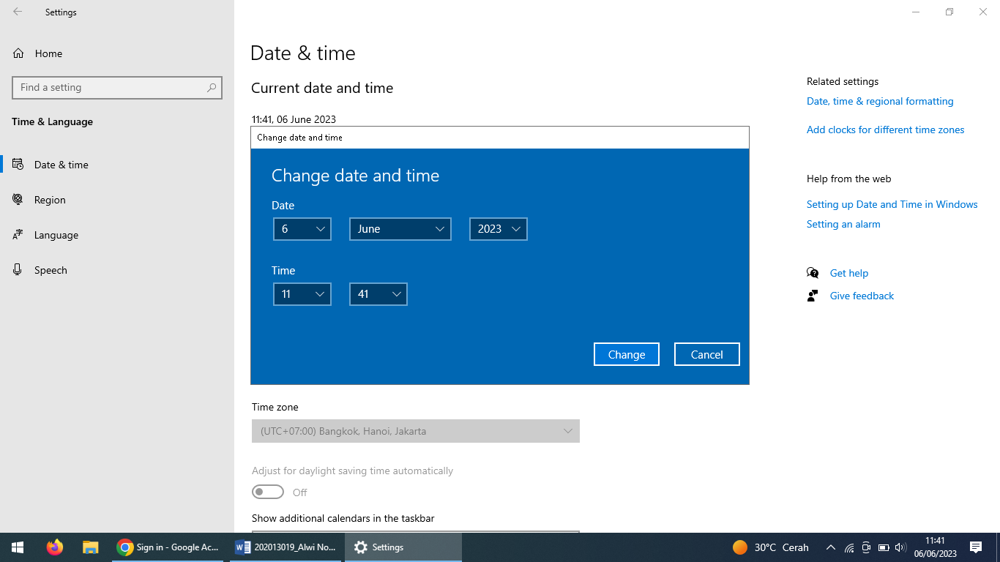 Settings
Home
Find a setting
Time & Language
Date & time
Region
Language
Speech
Date & time
Current date and time
11:41, 06 June 2023
Change date and time
Change date and time
Date
6 June 2023
Time
11 41
Change Cancel
Time zone
(UTC+07:00) Bangkok, Hanoi, Jakarta
Adjust for daylight saving time automatically
Off
Show additional calendars in the taskbar
Related settings
Date, time & regional formatting
Add clocks for different time zones
Help from the web
Setting up Date and Time in Windows
Setting an alarm
Get help
Give feedback
Sign in - Google Ac... 202013019_Alwi No... Settings 30°C Cerah 11:41
06/06/2023